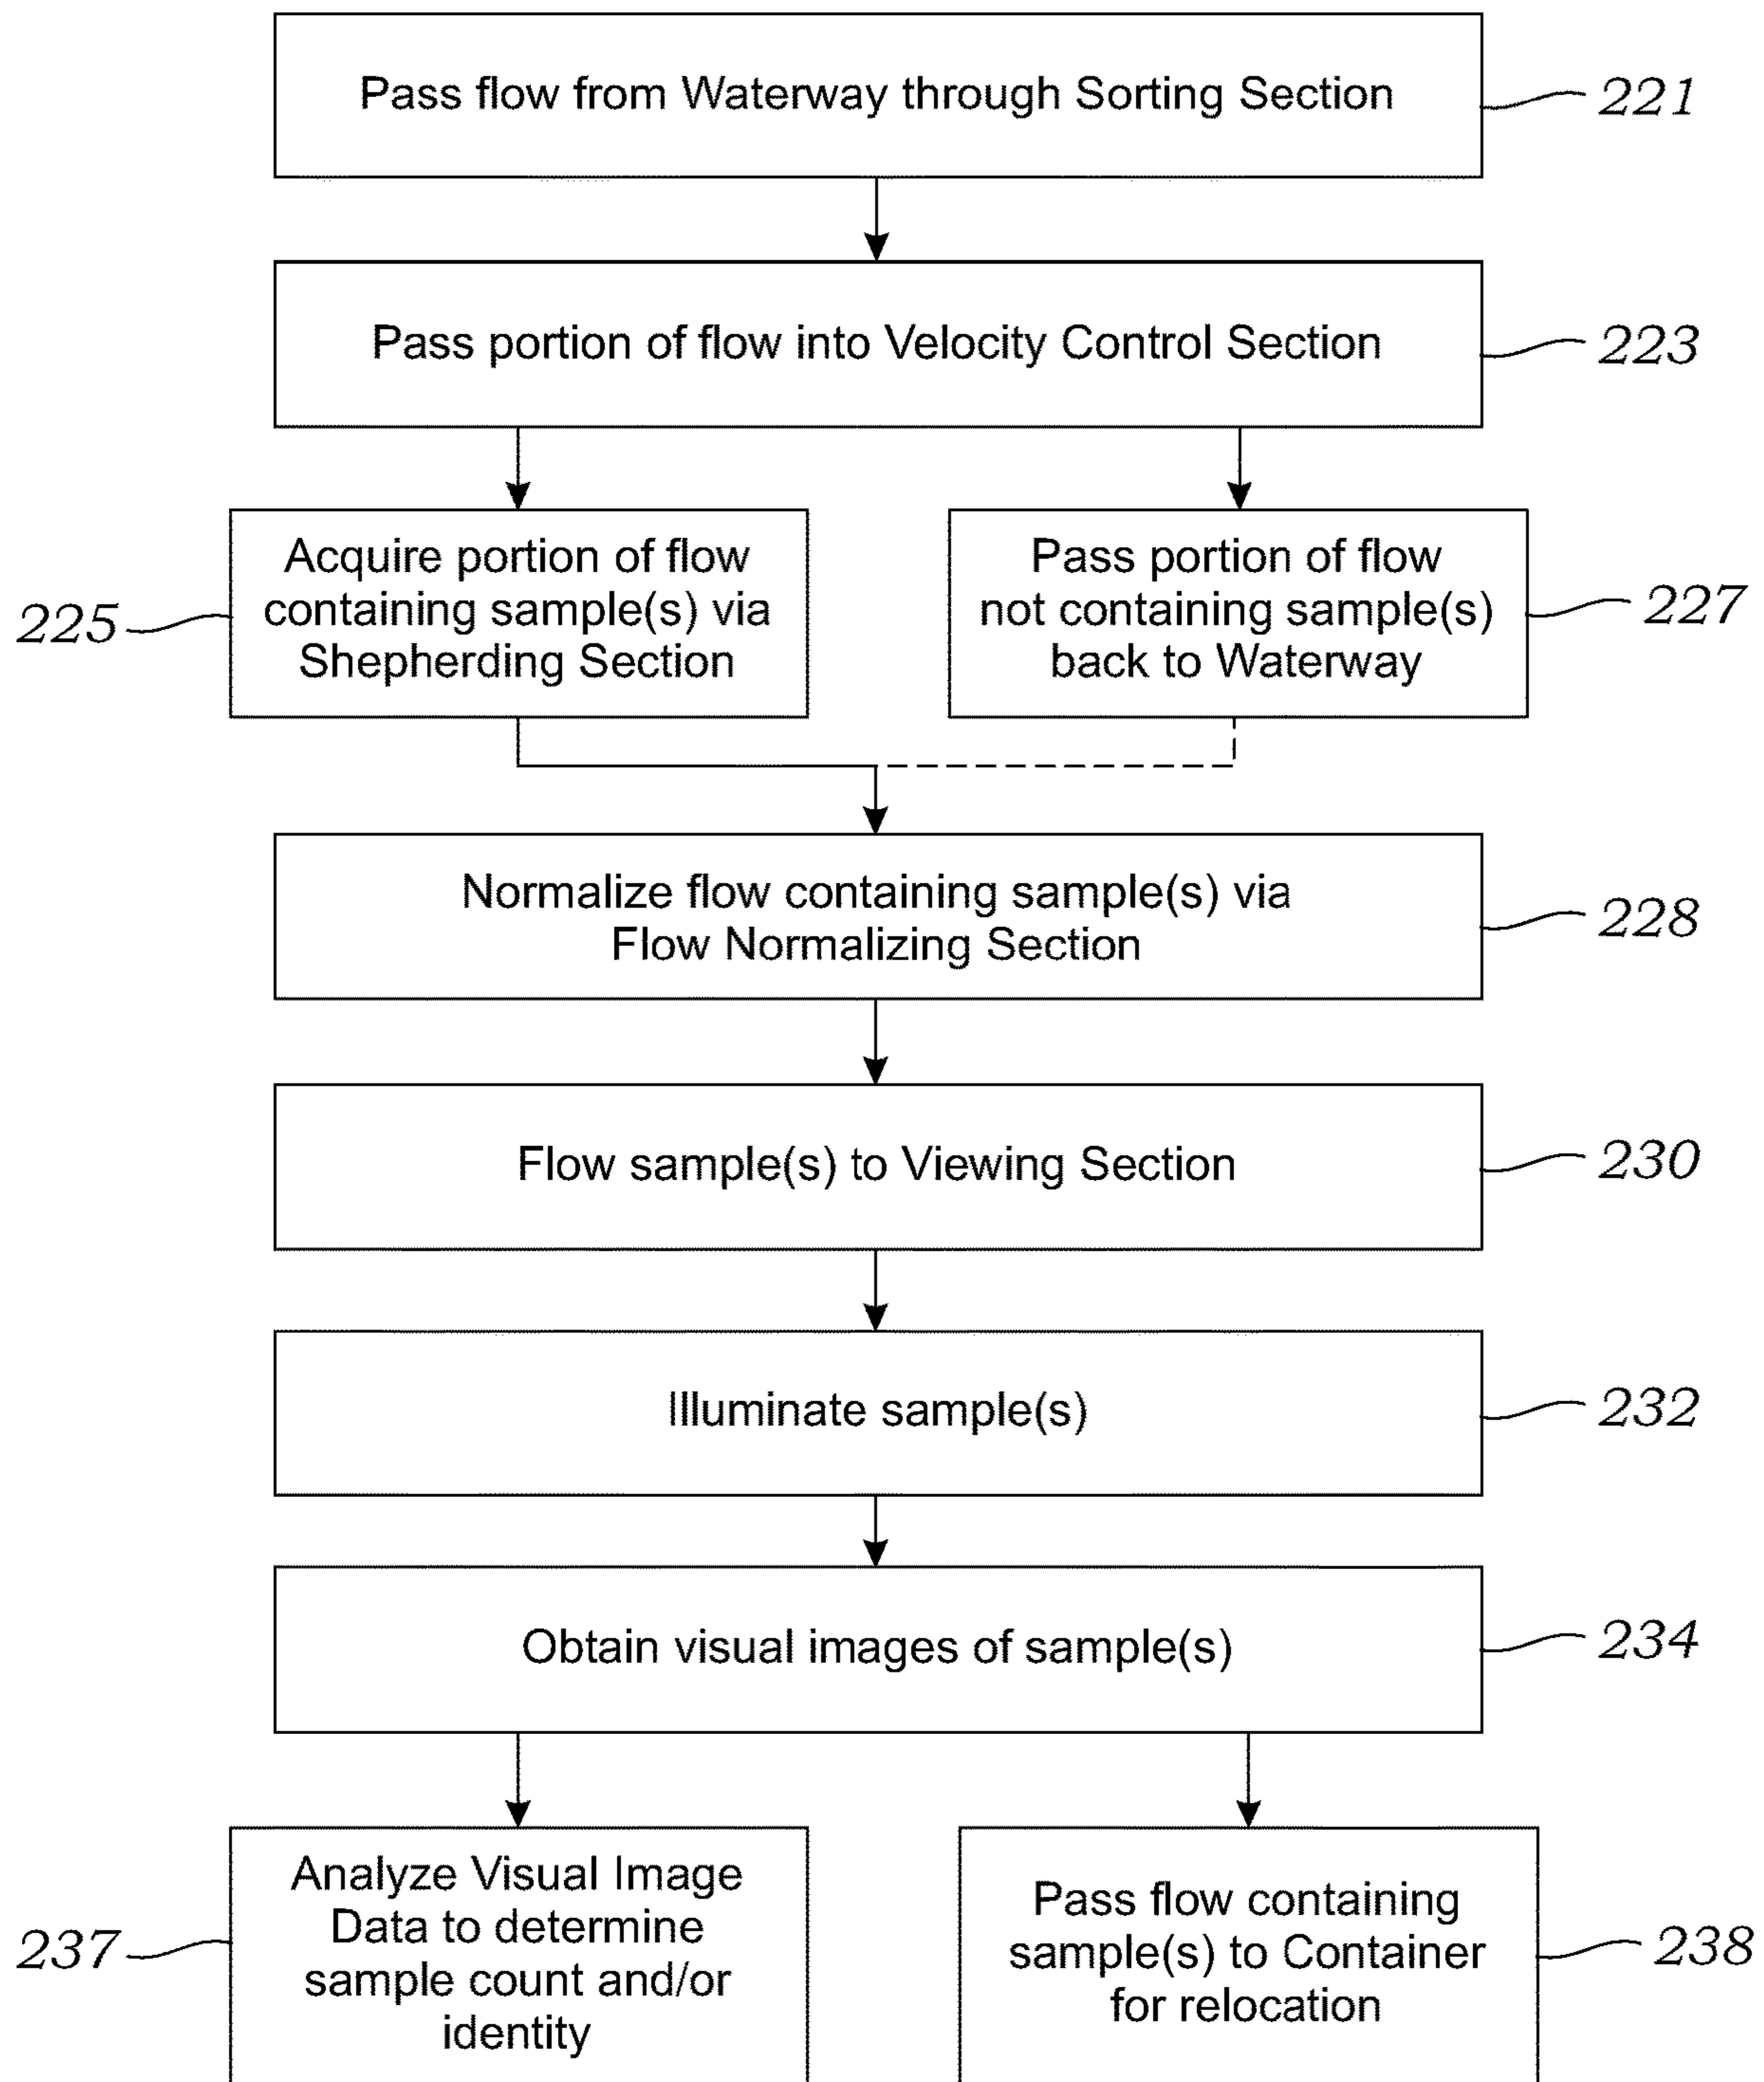 Pass flow from Waterway through Sorting Section
221
Pass portion of flow into Velocity Control Section
223
Acquire portion of flow
containing sample(s) via
Shepherding Section
225
Pass portion of flow
not containing sample(s)
back to Waterway
227
Normalize flow containing sample(s) via
Flow Normalizing Section
228
Flow sample(s) to Viewing Section
230
Illuminate sample(s)
232
Obtain visual images of sample(s)
234
Analyze Visual Image
Data to determine
sample count and/or
identity
237
Pass flow containing
sample(s) to Container
for relocation
238